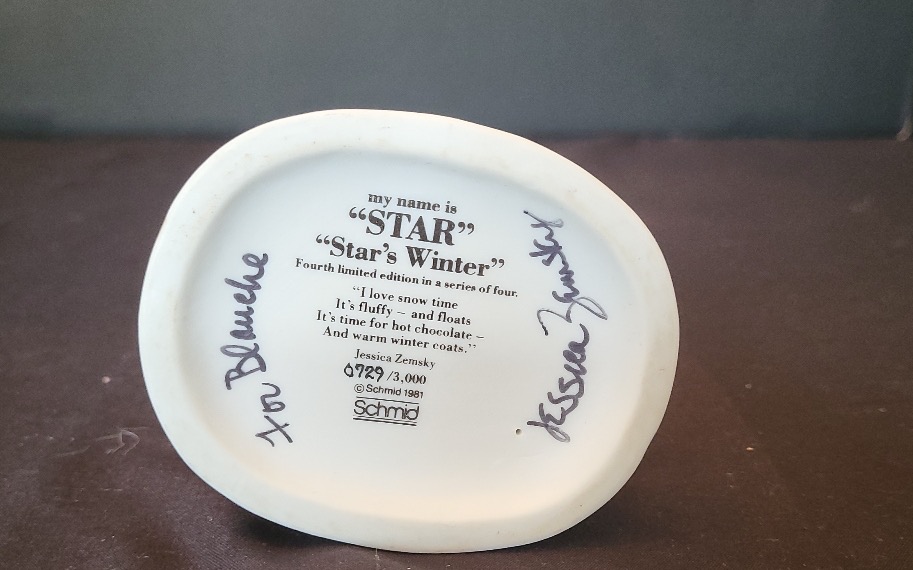 my name is
“STAR”
“Star’s Winter”
Fourth limited edition in a series of four.
“I love snow time
It’s fluffy – and floats
It’s time for hot chocolate –
And warm winter coats.”
Jessica Zemsky
0729/3,000
© Schmid 1981
Schmid
For Blanche
Jessica Zemsky